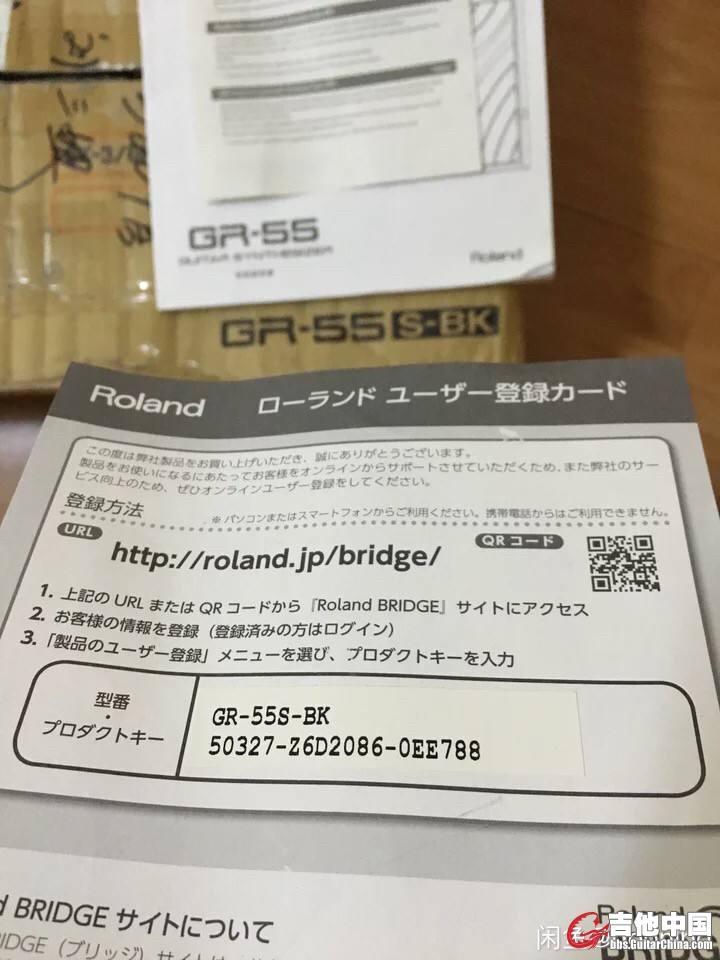 GR-55
GUITAR SYNTHESIZER
Roland
GR-55 S-BK
Roland
ローランド ユーザー登録カード
この度は弊社製品をお買い上げいただき、誠にありがとうございます。
製品をお使いになるにあたってお客様をオンラインからサポートさせていただくため、また弊社のサー
ビス向上のため、ぜひオンラインユーザー登録をしてください。
登録方法
※ パソコンまたはスマートフォンからご利用ください。携帯電話からはご利用できません。
URL
http://roland.jp/bridge/
QRコード
1. 上記の URL または QR コードから『Roland BRIDGE』サイトにアクセス
2. お客様の情報を登録（登録済みの方はログイン）
3. 「製品のユーザー登録」メニューを選び、プロダクトキーを入力
型番
・
プロダクトキー
GR-55S-BK
50327-Z6D2086-0EE788
d BRIDGE サイトについて
Roland
BRIDGE
IDGE（ブリッジ）サイトは
吉他中国
bbs.GuitarChina.com